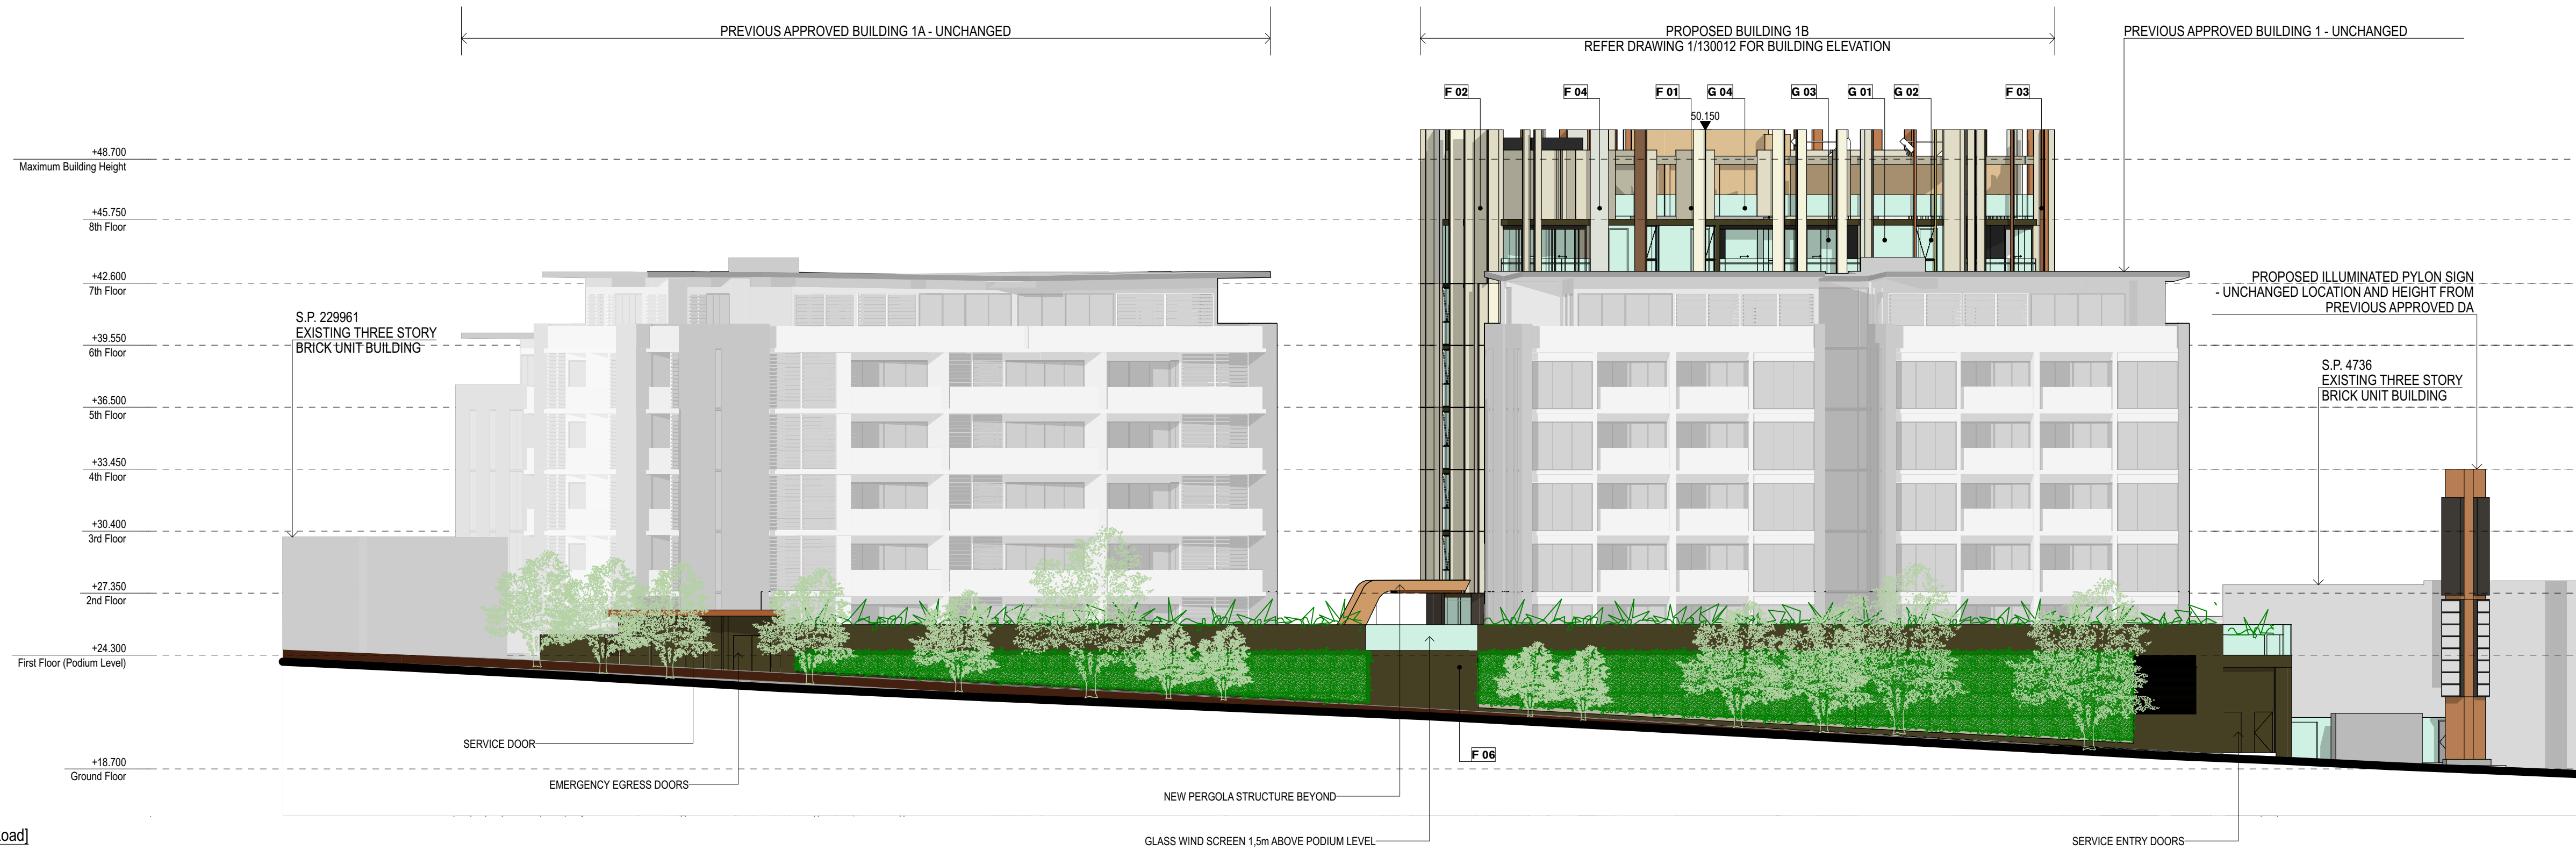 PREVIOUS APPROVED BUILDING 1A - UNCHANGED
PROPOSED BUILDING 1B
REFER DRAWING 1/130012 FOR BUILDING ELEVATION
PREVIOUS APPROVED BUILDING 1 - UNCHANGED
F 02
F 04
F 01
G 04
G 03
G 01
G 02
F 03
50.150
+48.700
Maximum Building Height
+45.750
8th Floor
+42.600
7th Floor
PROPOSED ILLUMINATED PYLON SIGN
- UNCHANGED LOCATION AND HEIGHT FROM
PREVIOUS APPROVED DA
S.P. 229961
EXISTING THREE STORY
BRICK UNIT BUILDING
+39.550
6th Floor
S.P. 4736
EXISTING THREE STORY
BRICK UNIT BUILDING
+36.500
5th Floor
+33.450
4th Floor
+30.400
3rd Floor
+27.350
2nd Floor
+24.300
First Floor (Podium Level)
SERVICE DOOR
F 06
+18.700
Ground Floor
EMERGENCY EGRESS DOORS
NEW PERGOLA STRUCTURE BEYOND
oad]
GLASS WIND SCREEN 1,5m ABOVE PODIUM LEVEL
SERVICE ENTRY DOORS